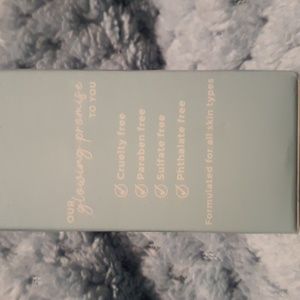 OUR
glowing promise
TO YOU
Cruelty free
Paraben free
Sulfate free
Phthalate free
Formulated for all skin types